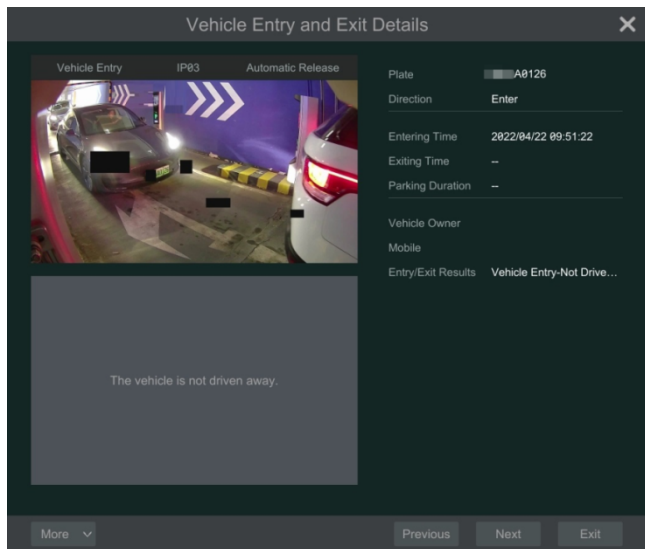 Vehicle Entry and Exit Details
Vehicle Entry IP03 Automatic Release
Plate A0126
Direction Enter
Entering Time 2022/04/22 09:51:22
Exiting Time --
Parking Duration --
Vehicle Owner
Mobile
Entry/Exit Results Vehicle Entry-Not Drive...
The vehicle is not driven away.
More Previous Next Exit